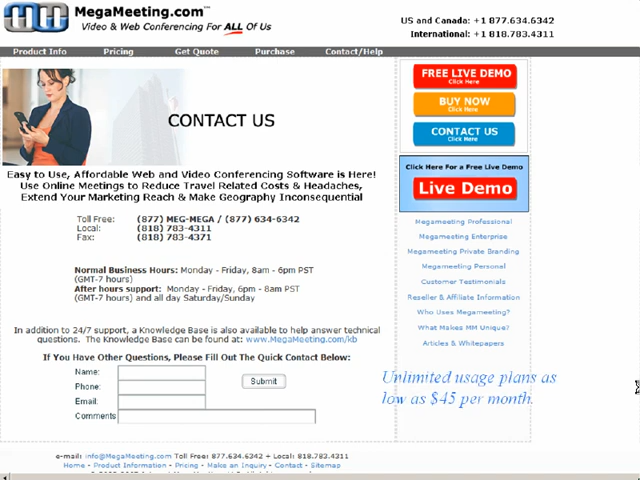 MegaMeeting.com™
Video & Web Conferencing For ALL Of Us
US and Canada: +1 877.634.6342
International: +1 818.783.4311
Product Info Pricing Get Quote Purchase Contact/Help
CONTACT US
FREE LIVE DEMO
Click Here
BUY NOW
Click Here
CONTACT US
Click Here
Click Here For a Free Live Demo
Live Demo
Easy to Use, Affordable Web and Video Conferencing Software is Here!
Use Online Meetings to Reduce Travel Related Costs & Headaches,
Extend Your Marketing Reach & Make Geography Inconsequential
Toll Free: (877) MEG-MEGA / (877) 634-6342
Local: (818) 783-4311
Fax: (818) 783-4371
Normal Business Hours: Monday - Friday, 8am - 6pm PST
(GMT-7 hours)
After hours support: Monday - Friday, 6pm - 8am PST
(GMT-7 hours) and all day Saturday/Sunday
In addition to 24/7 support, a Knowledge Base is also available to help answer technical
questions. The Knowledge Base can be found at: www.MegaMeeting.com/kb
If You Have Other Questions, Please Fill Out The Quick Contact Below:
Name:
Phone:
Email:
Comments
Submit
Megameeting Professional
Megameeting Enterprise
Megameeting Private Branding
Megameeting Personal
Customer Testimonials
Reseller & Affiliate Information
Who Uses Megameeting?
What Makes MM Unique?
Articles & Whitepapers
Unlimited usage plans as
low as $45 per month.
e-mail: info@MegaMeeting.com Toll Free: 877.634.6342 + Local: 818.783.4311
Home - Product Information - Pricing - Make an Inquiry - Contact - Sitemap